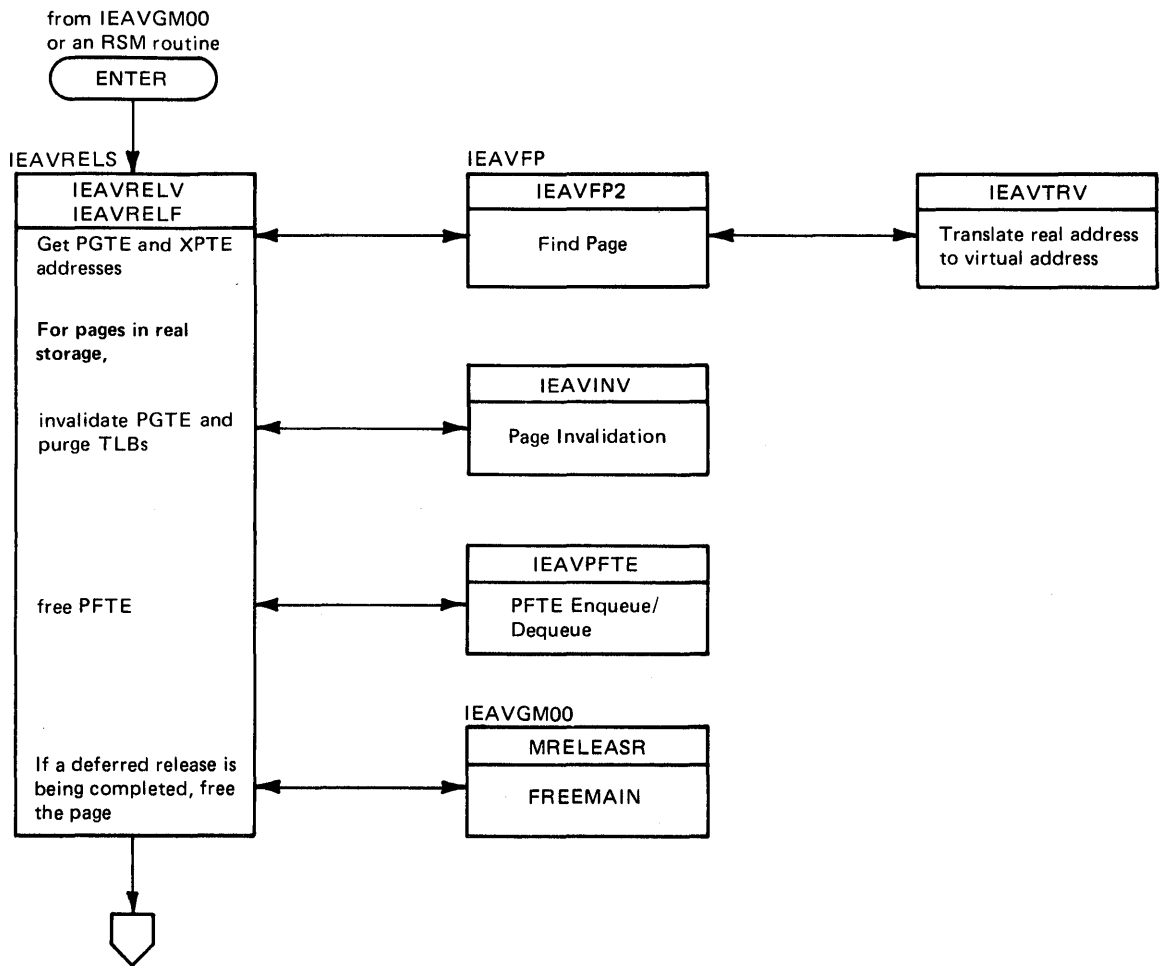 from IEAVGM00
or an RSM routine
ENTER
IEAVRELS
IEAVRELV
IEAVRELF
Get PGTE and XPTE
addresses
For pages in real
storage,
invalidate PGTE and
purge TLBs
free PFTE
If a deferred release is
being completed, free
the page
IEAVFP
IEAVFP2
Find Page
IEAVTRV
Translate real address
to virtual address
IEAVINV
Page Invalidation
IEAVPFTE
PFTE Enqueue/
Dequeue
IEAVGM00
MRELEASR
FREEMAIN